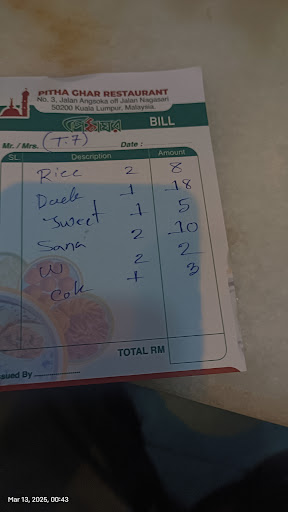 PITHA GHAR RESTAURANT
No. 3, Jalan Angsoka off Jalan Nagasari
50200 Kuala Lumpur, Malaysia.
BILL
Mr. / Mrs. T.7 Date :
SL. Description Amount
Rice 2 8
Duck 1 18
Sweet 1 5
Sana 2 10
W 2 2
Cok 1 3
TOTAL RM
ssued By
Mar 13, 2025, 00:43